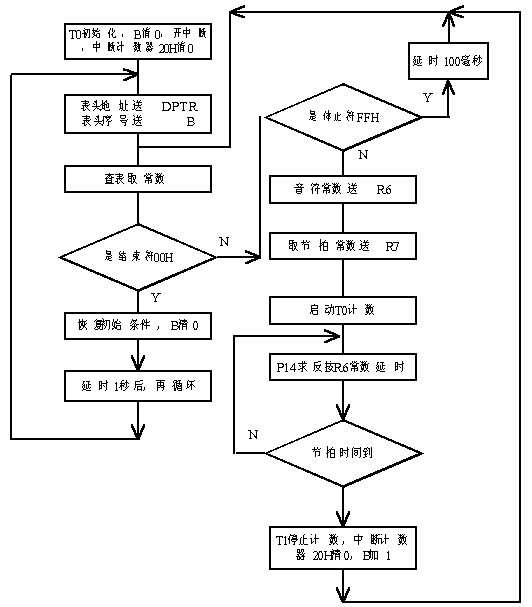 T0初始化，B清0，开中断
，中断计数器20H清0
表头地址送 DPTR
表头序号送 B
查表取常数
是结束符00H
N
Y
恢复初始条件，B清0
延时1秒后，再循环
延时100毫秒
Y
是休止符FFH
N
音符常数送 R6
取节拍常数送 R7
启动T0计数
P14求反按R6常数延时
N
节拍时间到
T1停止计数，中断计数
器20H清0，B加1